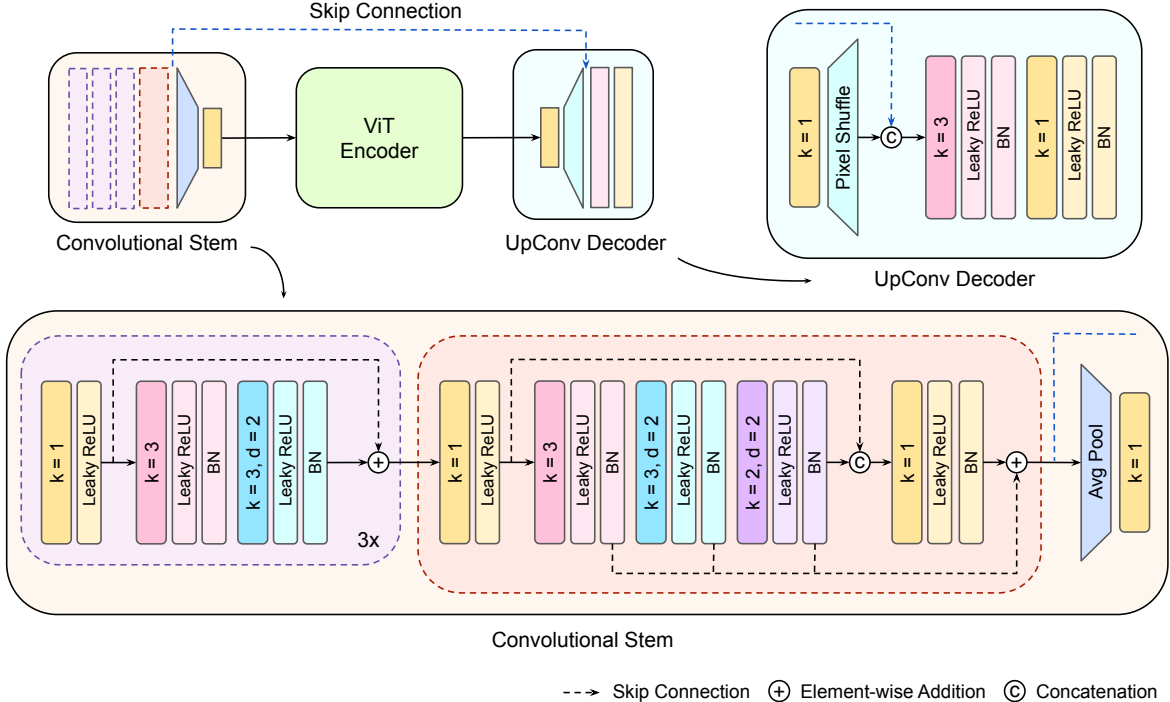 Skip Connection
ViT
Encoder
Convolutional Stem
UpConv Decoder
k = 1
Pixel Shuffle
C
k = 3
Leaky ReLU
BN
k = 1
Leaky ReLU
BN
UpConv Decoder
k = 1
Leaky ReLU
k = 3
Leaky ReLU
BN
k = 3, d = 2
Leaky ReLU
BN
+
3x
k = 1
Leaky ReLU
k = 3
Leaky ReLU
BN
k = 3, d = 2
Leaky ReLU
BN
k = 2, d = 2
Leaky ReLU
BN
C
k = 1
Leaky ReLU
BN
+
Avg Pool
k = 1
Convolutional Stem
Skip Connection
+ Element-wise Addition
C Concatenation